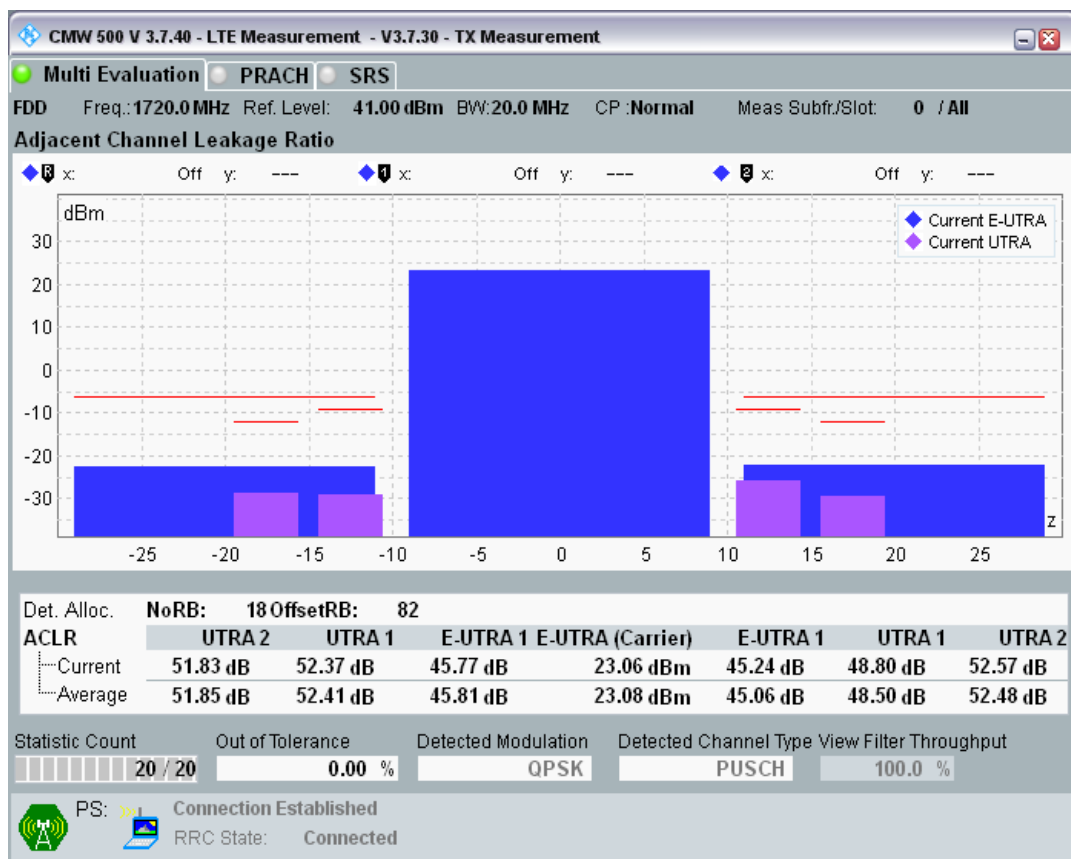 CMW 500 V 3.7.40 - LTE Measurement - V3.7.30 - TX Measurement
Multi Evaluation PRACH SRS
FDD Freq.: 1720.0 MHz Ref. Level: 41.00 dBm BW: 20.0 MHz CP : Normal Meas Subfr./Slot: 0 / All
Adjacent Channel Leakage Ratio
R x: Off y: --- 1 x: Off y: --- 2 x: Off y: ---
dBm
Current E-UTRA
Current UTRA
30
20
10
0
-10
-20
-30
z
-25 -20 -15 -10 -5 0 5 10 15 20 25
Det. Alloc. NoRB: 18 OffsetRB: 82
ACLR UTRA 2 UTRA 1 E-UTRA 1 E-UTRA (Carrier) E-UTRA 1 UTRA 1 UTRA 2
Current 51.83 dB 52.37 dB 45.77 dB 23.06 dBm 45.24 dB 48.80 dB 52.57 dB
Average 51.85 dB 52.41 dB 45.81 dB 23.08 dBm 45.06 dB 48.50 dB 52.48 dB
Statistic Count Out of Tolerance Detected Modulation Detected Channel Type View Filter Throughput
20 / 20 0.00 % QPSK PUSCH 100.0 %
PS: Connection Established
RRC State: Connected